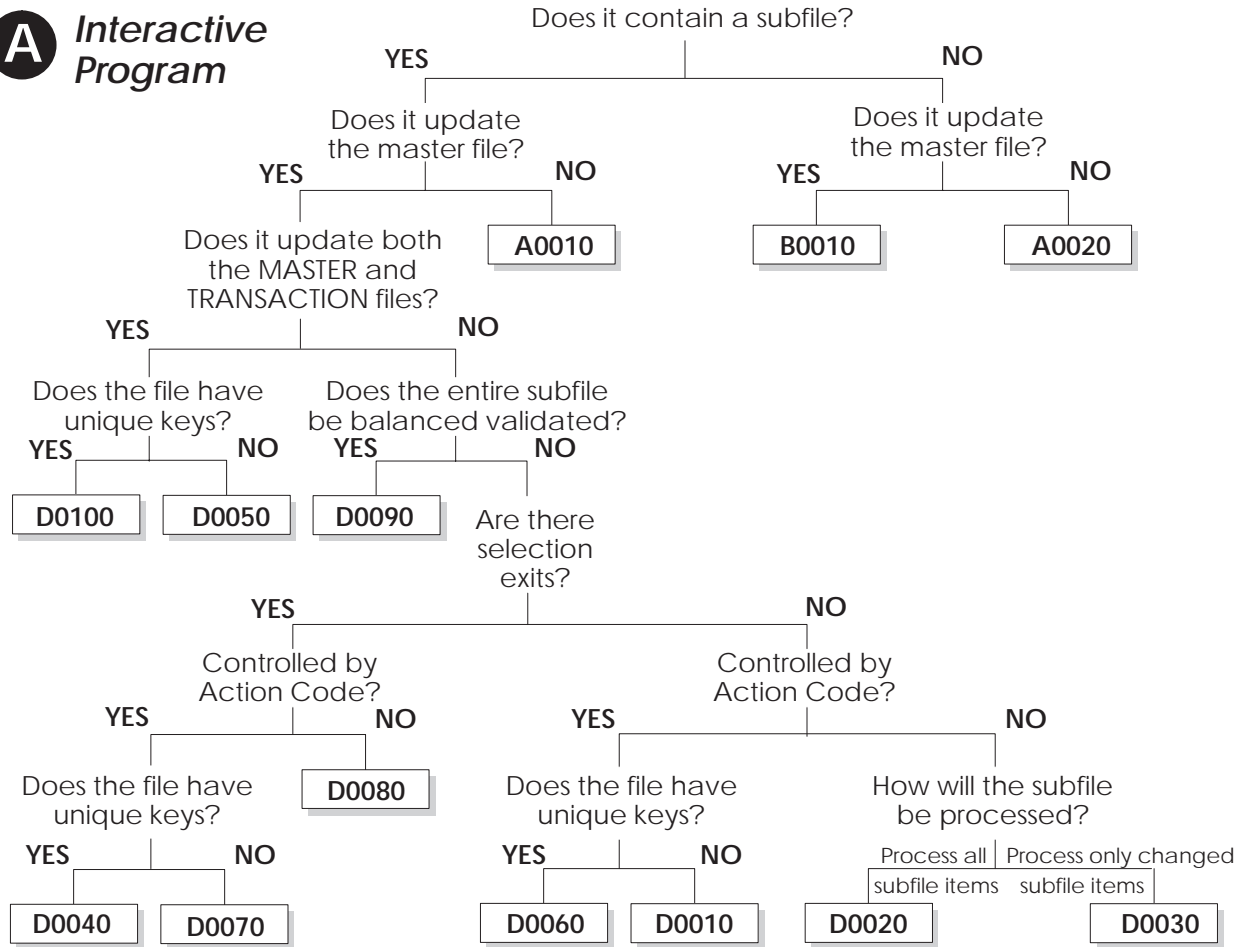 A
Interactive
Program
Does it contain a subfile?
YES
NO
Does it update
the master file?
Does it update
the master file?
YES
NO
YES
NO
Does it update both
the MASTER and
TRANSACTION files?
A0010
B0010
A0020
YES
NO
Does the file have
unique keys?
Does the entire subfile
be balanced validated?
YES
NO
YES
NO
D0100
D0050
D0090
Are there
selection
exits?
YES
NO
Controlled by
Action Code?
Controlled by
Action Code?
YES
NO
YES
NO
Does the file have
unique keys?
D0080
Does the file have
unique keys?
How will the subfile
be processed?
YES
NO
YES
NO
Process all
subfile items
Process only changed
subfile items
D0040
D0070
D0060
D0010
D0020
D0030